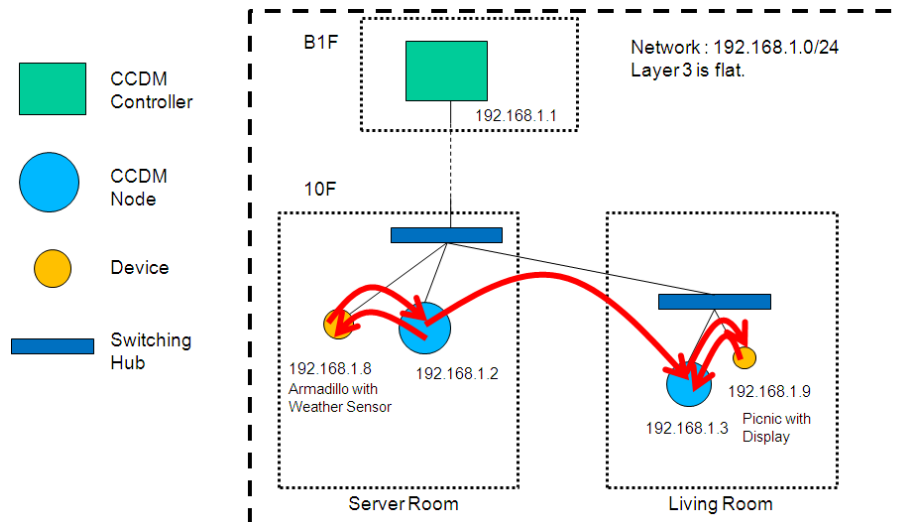 CCDM
Controller
CCDM
Node
Device
Switching
Hub
B1F
192.168.1.1
Network : 192.168.1.0/24
Layer 3 is flat.
10F
192.168.1.8
Armadillo with
Weather Sensor
192.168.1.2
192.168.1.3
192.168.1.9
Picnic with
Display
Server Room
Living Room